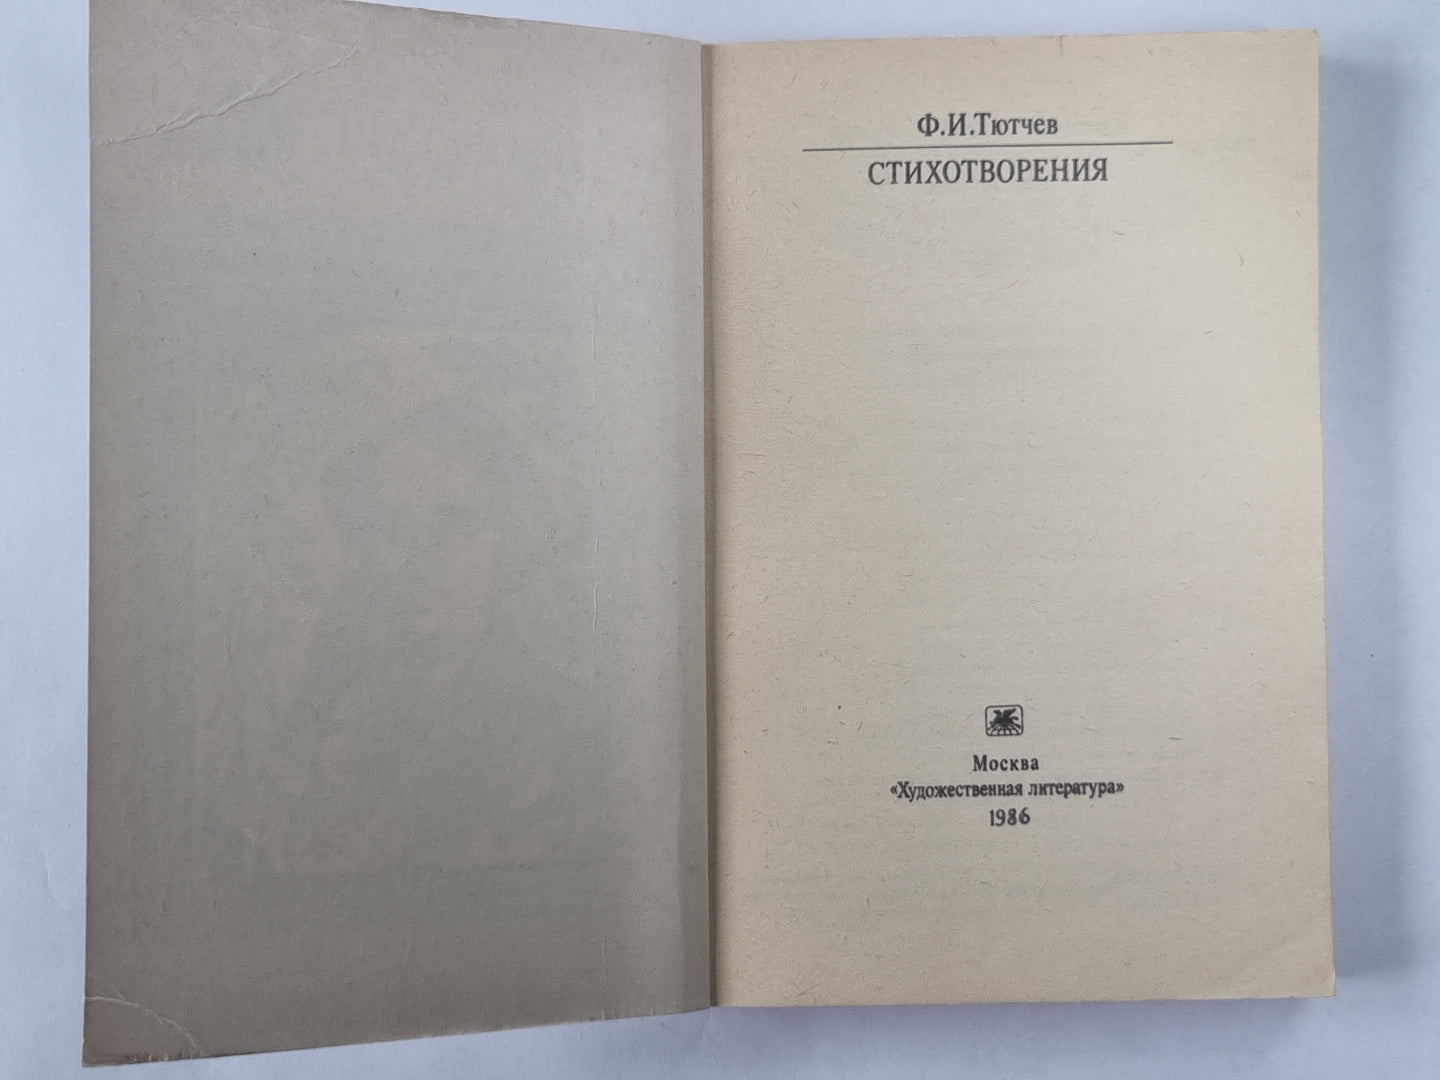 Ф.И.Тютчев
СТИХОТВОРЕНИЯ
Москва
«Художественная литература»
1986